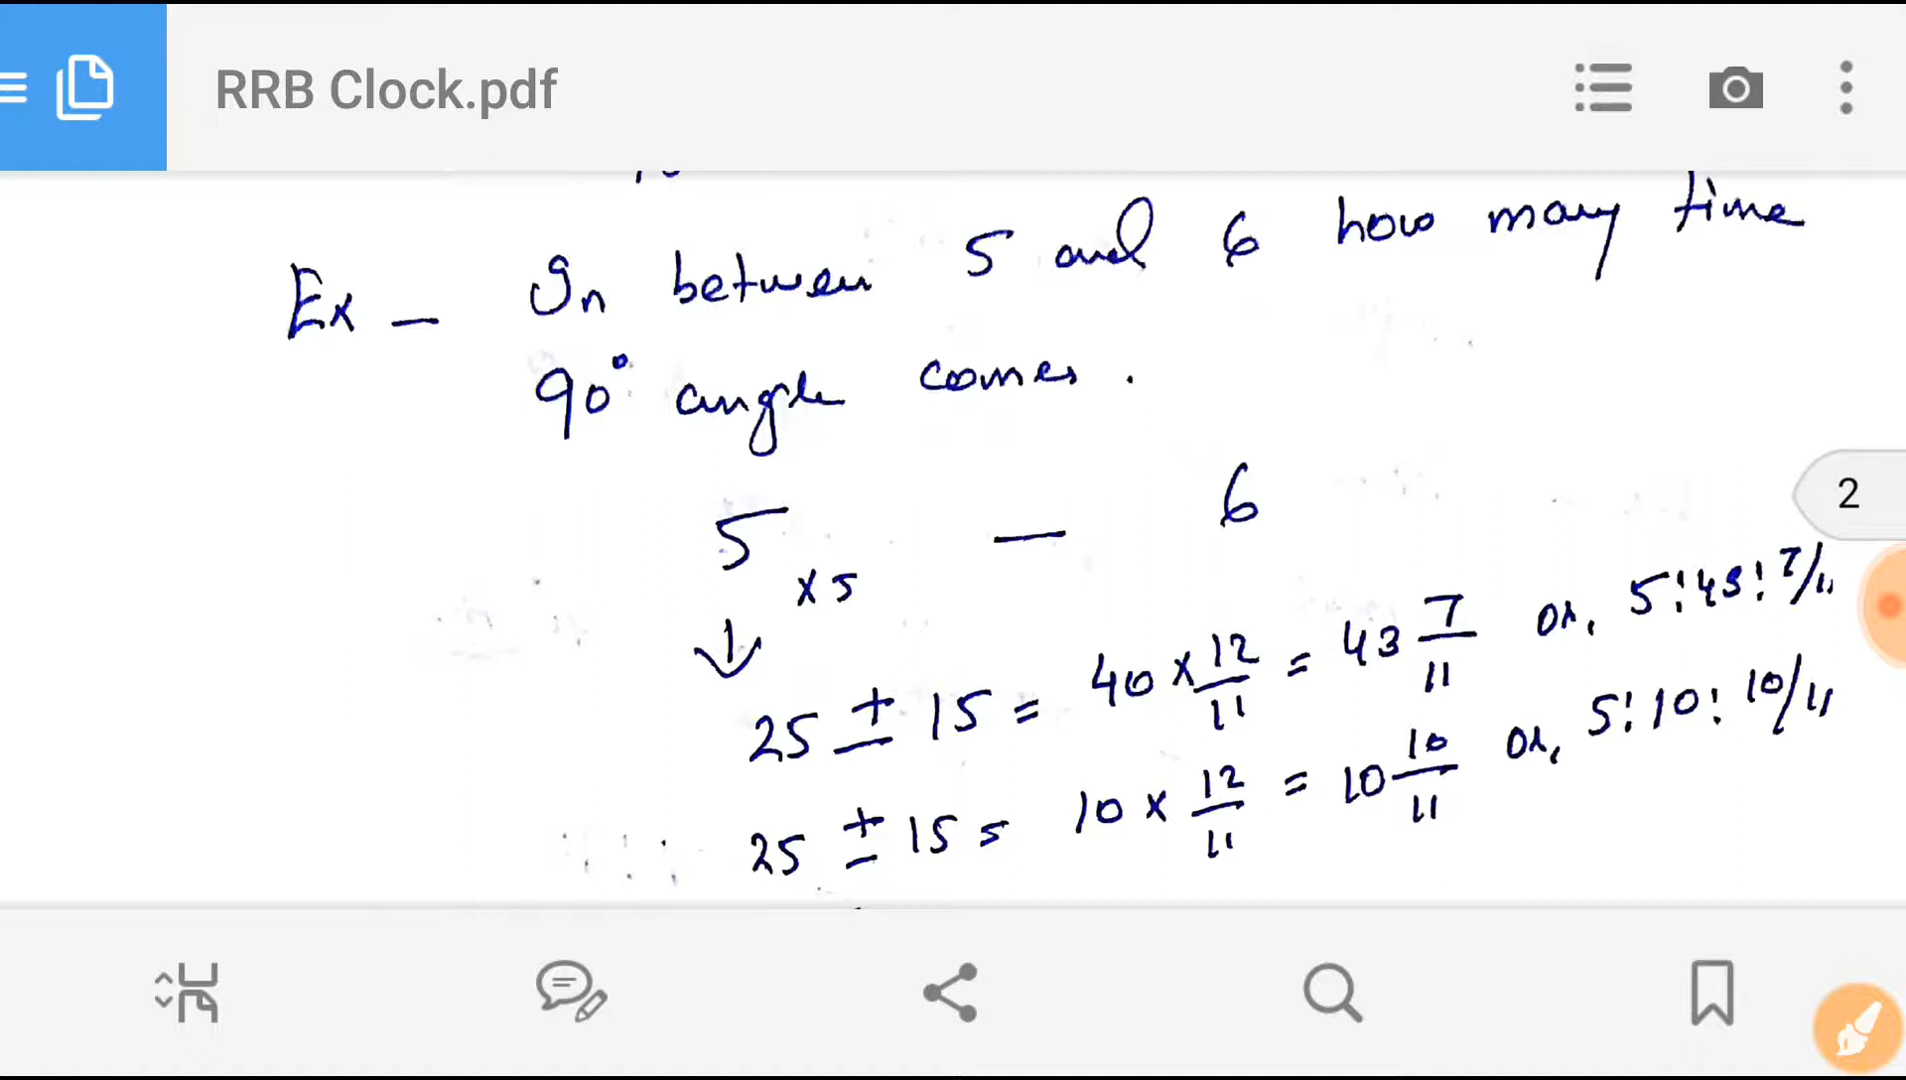 RRB Clock.pdf
Ex - In between 5 and 6 how many time
90° angle comes.
5 — 6
×5
↓
25 ± 15 = 40 × 12/11 = 43 7/11 or, 5:43:7/11
25 ± 15 = 10 × 12/11 = 10 10/11 or, 5:10:10/11
2